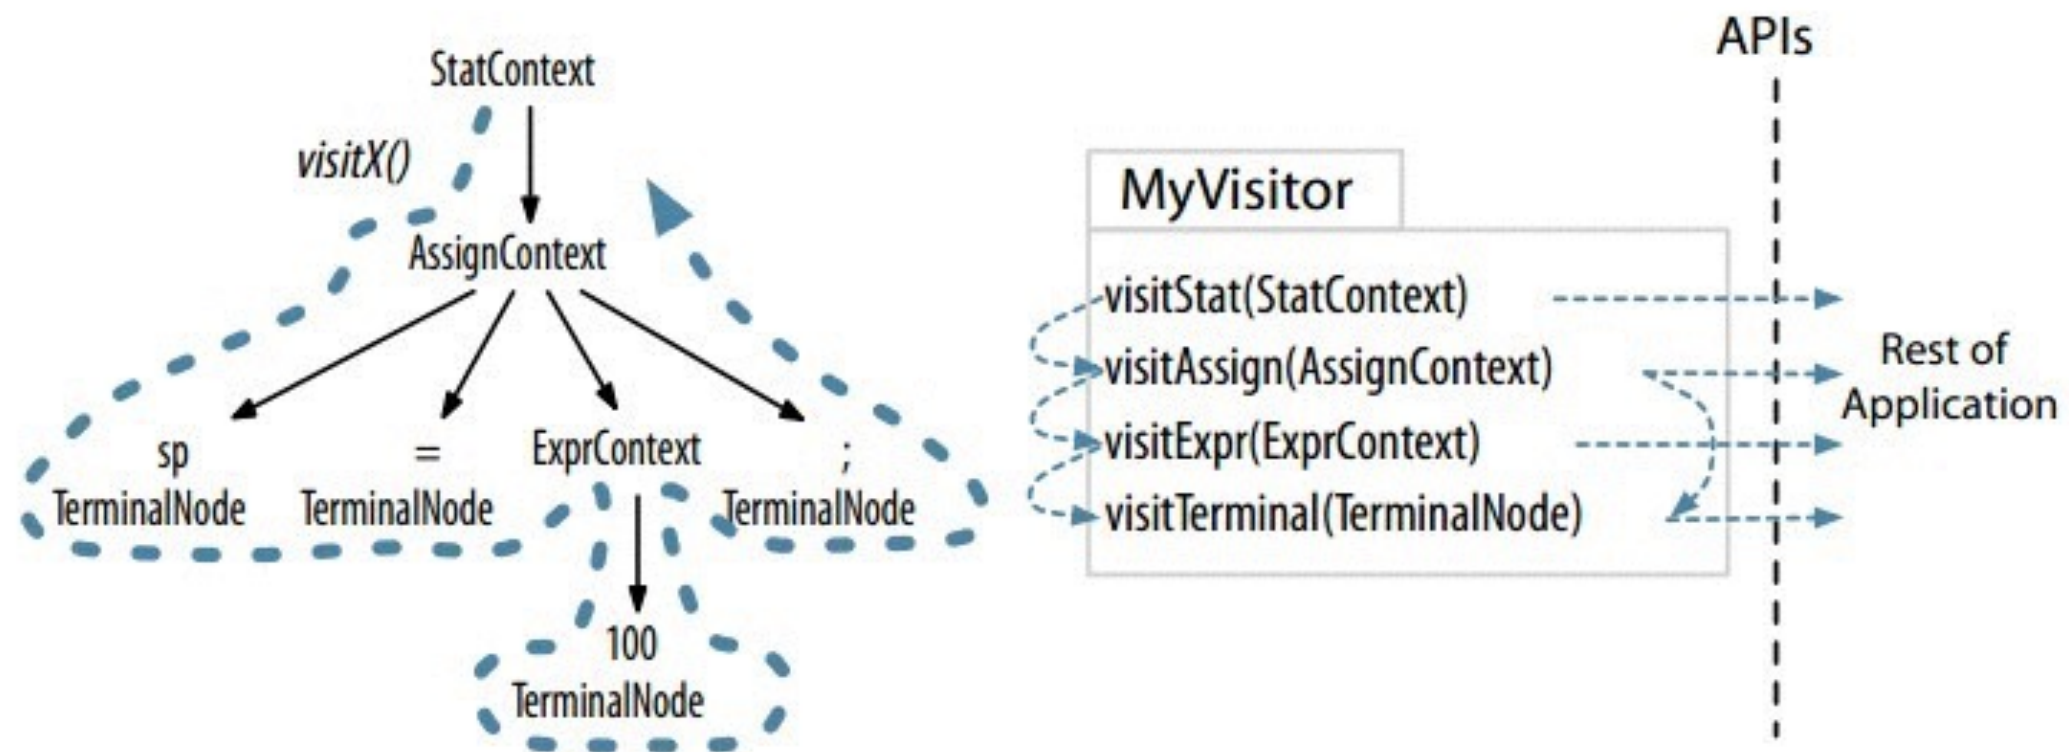 StatContext
visitX()
AssignContext
sp
TerminalNode
=
TerminalNode
ExprContext
;
TerminalNode
100
TerminalNode
APIs
MyVisitor
visitStat(StatContext)
visitAssign(AssignContext)
visitExpr(ExprContext)
visitTerminal(TerminalNode)
Rest of
Application